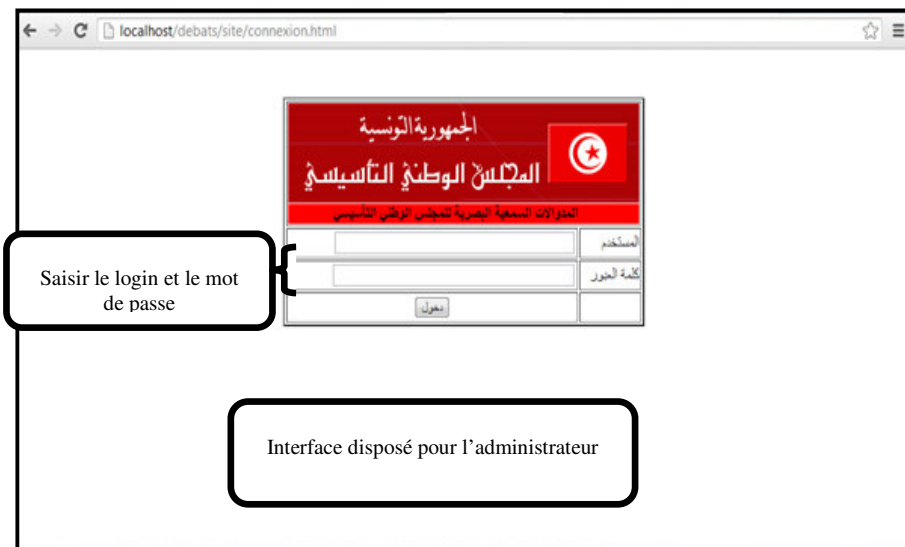 localhost/debats/site/connexion.html
الجمهورية التونسية
المجلس الوطني التأسيسي
المدوالات السمعية البصرية للمجلس الوطني التأسيسي
المستخدم
كلمة العبور
دخول
Saisir le login et le mot
de passe
Interface disposé pour l’administrateur